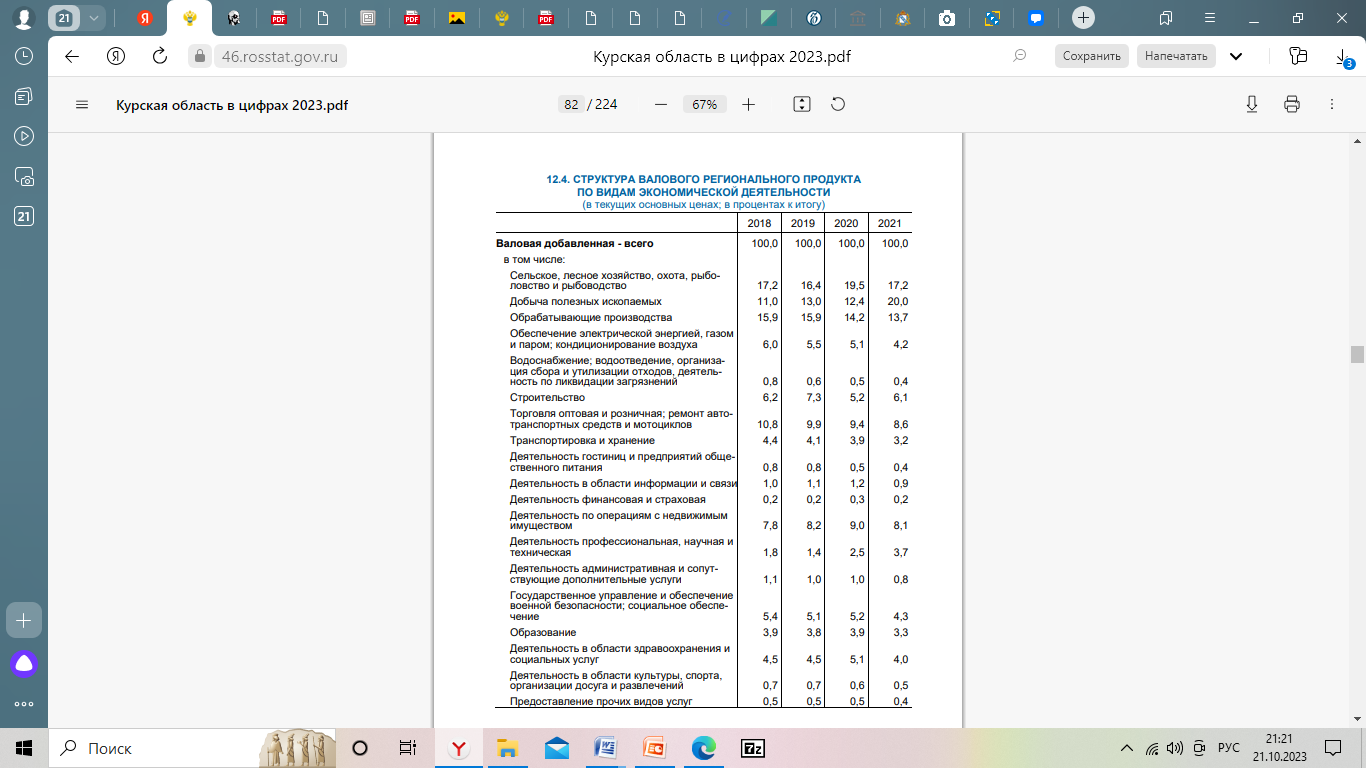 21
46.rosstat.gov.ru
Курская область в цифрах 2023.pdf
Сохранить
Напечатать
3
Курская область в цифрах 2023.pdf
82 / 224
67%
21
12.4. СТРУКТУРА ВАЛОВОГО РЕГИОНАЛЬНОГО ПРОДУКТА
ПО ВИДАМ ЭКОНОМИЧЕСКОЙ ДЕЯТЕЛЬНОСТИ
(в текущих основных ценах; в процентах к итогу)
2018 2019 2020 2021
Валовая добавленная - всего 100,0 100,0 100,0 100,0
в том числе:
Сельское, лесное хозяйство, охота, рыбо-
ловство и рыбоводство 17,2 16,4 19,5 17,2
Добыча полезных ископаемых 11,0 13,0 12,4 20,0
Обрабатывающие производства 15,9 15,9 14,2 13,7
Обеспечение электрической энергией, газом
и паром; кондиционирование воздуха 6,0 5,5 5,1 4,2
Водоснабжение; водоотведение, организа-
ция сбора и утилизации отходов, деятель-
ность по ликвидации загрязнений 0,8 0,6 0,5 0,4
Строительство 6,2 7,3 5,2 6,1
Торговля оптовая и розничная; ремонт авто-
транспортных средств и мотоциклов 10,8 9,9 9,4 8,6
Транспортировка и хранение 4,4 4,1 3,9 3,2
Деятельность гостиниц и предприятий обще-
ственного питания 0,8 0,8 0,5 0,4
Деятельность в области информации и связи 1,0 1,1 1,2 0,9
Деятельность финансовая и страховая 0,2 0,2 0,3 0,2
Деятельность по операциям с недвижимым
имуществом 7,8 8,2 9,0 8,1
Деятельность профессиональная, научная и
техническая 1,8 1,4 2,5 3,7
Деятельность административная и сопут-
ствующие дополнительные услуги 1,1 1,0 1,0 0,8
Государственное управление и обеспечение
военной безопасности; социальное обеспе-
чение 5,4 5,1 5,2 4,3
Образование 3,9 3,8 3,9 3,3
Деятельность в области здравоохранения и
социальных услуг 4,5 4,5 5,1 4,0
Деятельность в области культуры, спорта,
организации досуга и развлечений 0,7 0,7 0,6 0,5
Предоставление прочих видов услуг 0,5 0,5 0,5 0,4
Поиск
РУС
21:21
21.10.2023